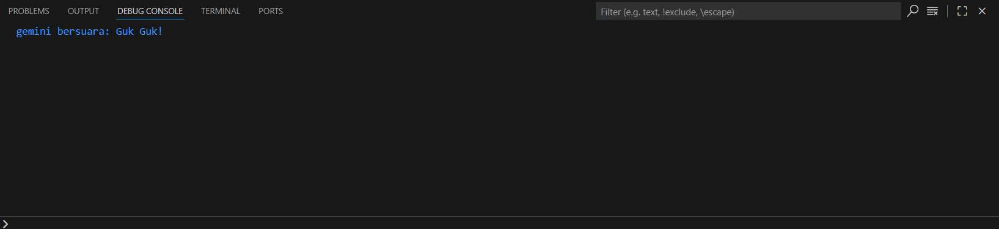 PROBLEMS OUTPUT DEBUG CONSOLE TERMINAL PORTS Filter (e.g. text, !exclude, \escape)
gemini bersuara: Guk Guk!